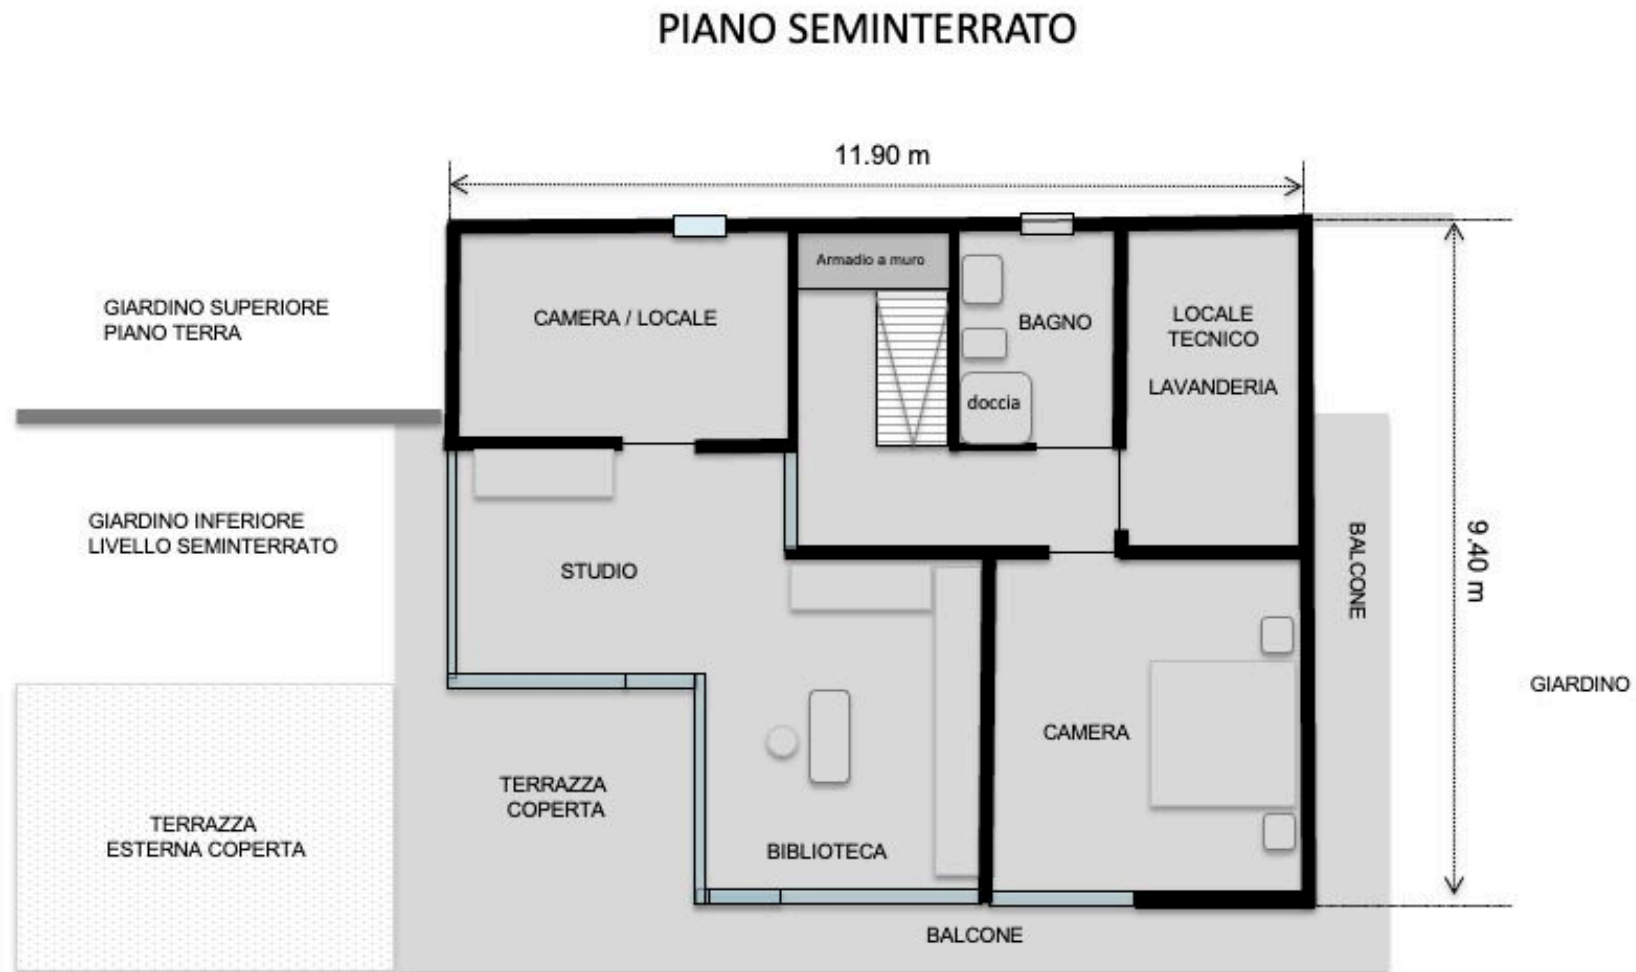 PIANO SEMINTERRATO
11.90 m
GIARDINO SUPERIORE
PIANO TERRA
CAMERA / LOCALE
Armadio a muro
BAGNO
doccia
LOCALE
TECNICO
LAVANDERIA
GIARDINO INFERIORE
LIVELLO SEMINTERRATO
STUDIO
BALCONE
9.40 m
GIARDINO
CAMERA
TERRAZZA
COPERTA
TERRAZZA
ESTERNA COPERTA
BIBLIOTECA
BALCONE